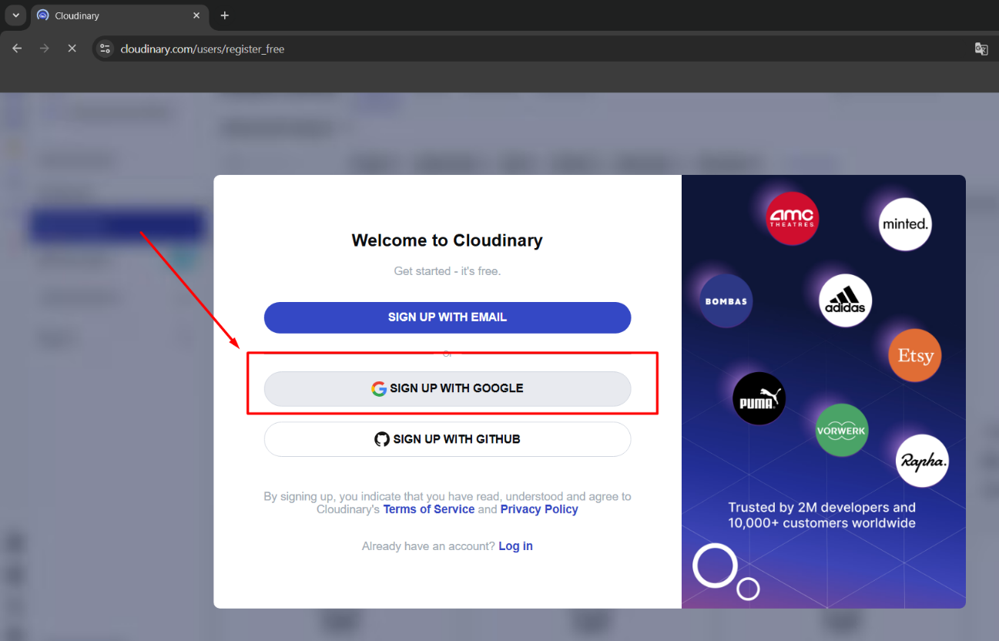 Cloudinary
cloudinary.com/users/register_free
Welcome to Cloudinary
Get started - it's free.
SIGN UP WITH EMAIL
Or
SIGN UP WITH GOOGLE
SIGN UP WITH GITHUB
By signing up, you indicate that you have read, understood and agree to
Cloudinary's Terms of Service and Privacy Policy
Already have an account? Log in
amc
THEATRES
minted.
BOMBAS
adidas
Etsy
PUMA
VORWERK
Rapha.
Trusted by 2M developers and
10,000+ customers worldwide